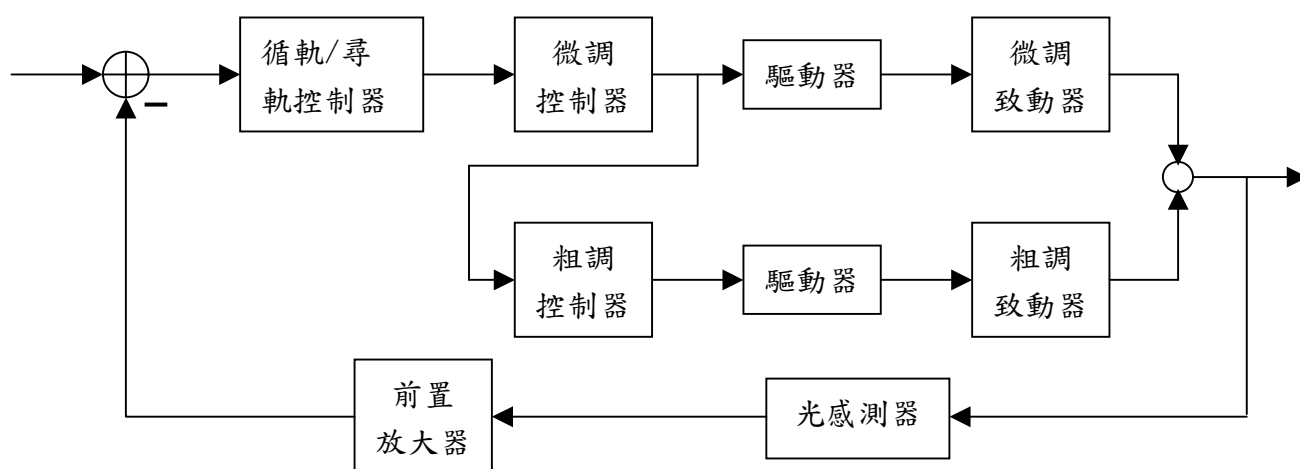 循軌/尋
軌控制器
微調
控制器
驅動器
微調
致動器
−
粗調
控制器
驅動器
粗調
致動器
前置
放大器
光感測器